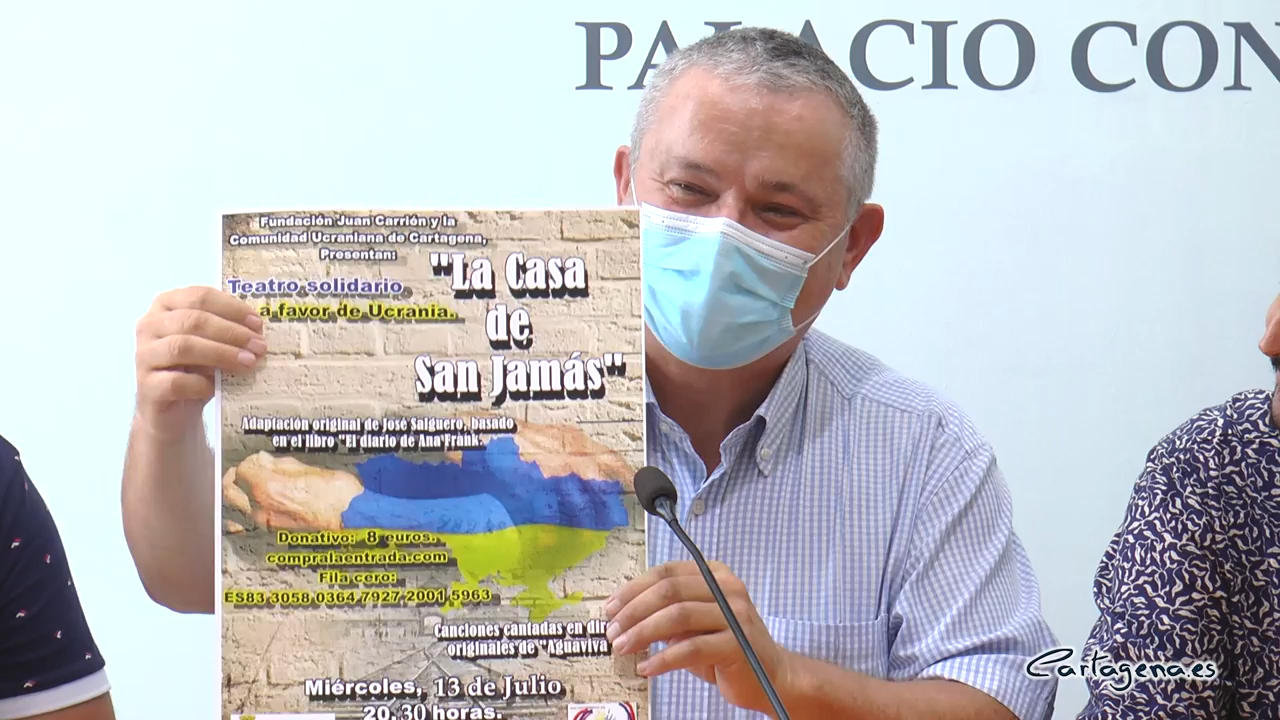 PALACIO CON
Fundación Juan Carrión y la
Comunidad Ucraniana de Cartagena,
Presentan:
"La Casa
de
San Jamás"
Teatro solidario
a favor de Ucrania.
Adaptación original de José Salguero, basado
en el libro "El diario de Ana Frank.
Donativo: 8 euros.
compralaentrada.com
Fila cero:
ES83 3058 0364 7927 2001 5963
Canciones cantadas en dir
originales de "Aguaviva
Miércoles, 13 de Julio
20,30 horas.
Cartagena.es